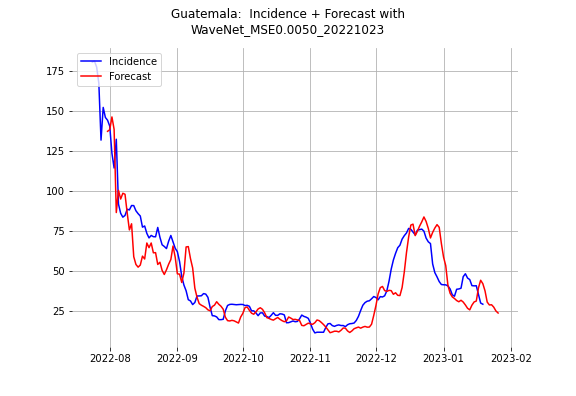 Guatemala:  Incidence + Forecast with
WaveNet_MSE0.0050_20221023
Incidence
Forecast
175
150
125
100
75
50
25
2022-08 2022-09 2022-10 2022-11 2022-12 2023-01 2023-02